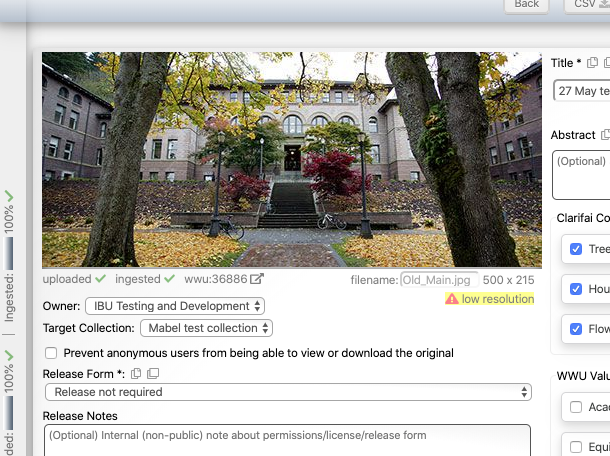 Back
CSV
Title *
27 May te
Abstract
(Optional)
Clarifai Co
Tree
Hou
Flow
WWU Valu
Aca
Equi
uploaded ingested wwu:36886
filename: Old_Main.jpg 500 x 215
low resolution
Owner: IBU Testing and Development
Target Collection: Mabel test collection
Prevent anonymous users from being able to view or download the original
Release Form *:
Release not required
Release Notes
(Optional) Internal (non-public) note about permissions/license/release form
Ingested: 100%
ded: 100%